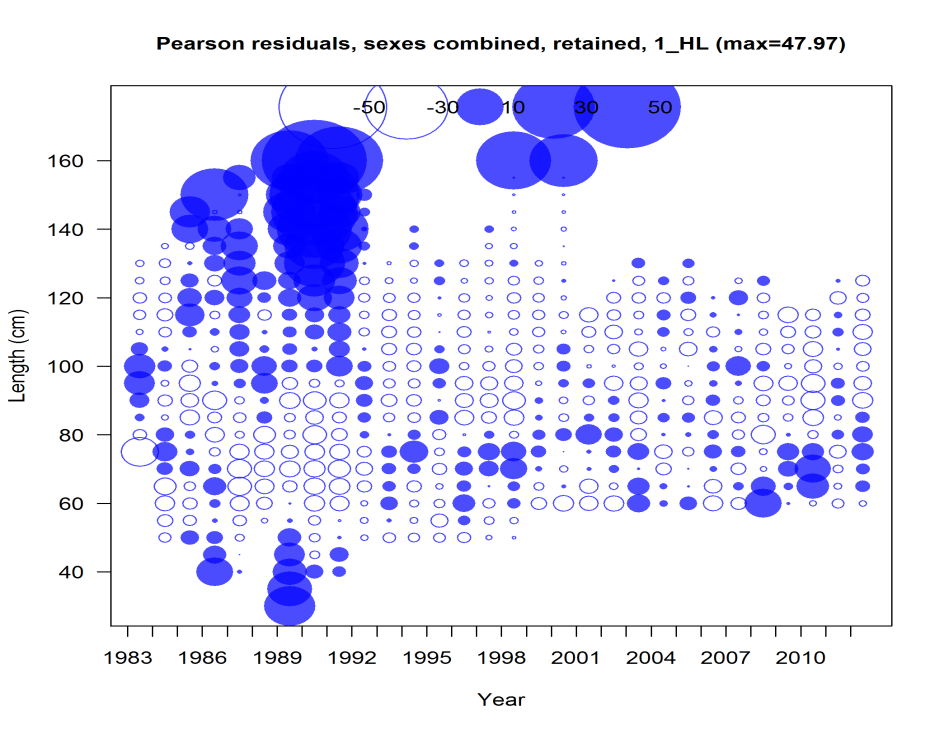 Pearson residuals, sexes combined, retained, 1_HL (max=47.97)
-50 -30 10 30 50
160
140
120
100
80
60
40
Length (cm)
1983 1986 1989 1992 1995 1998 2001 2004 2007 2010
Year